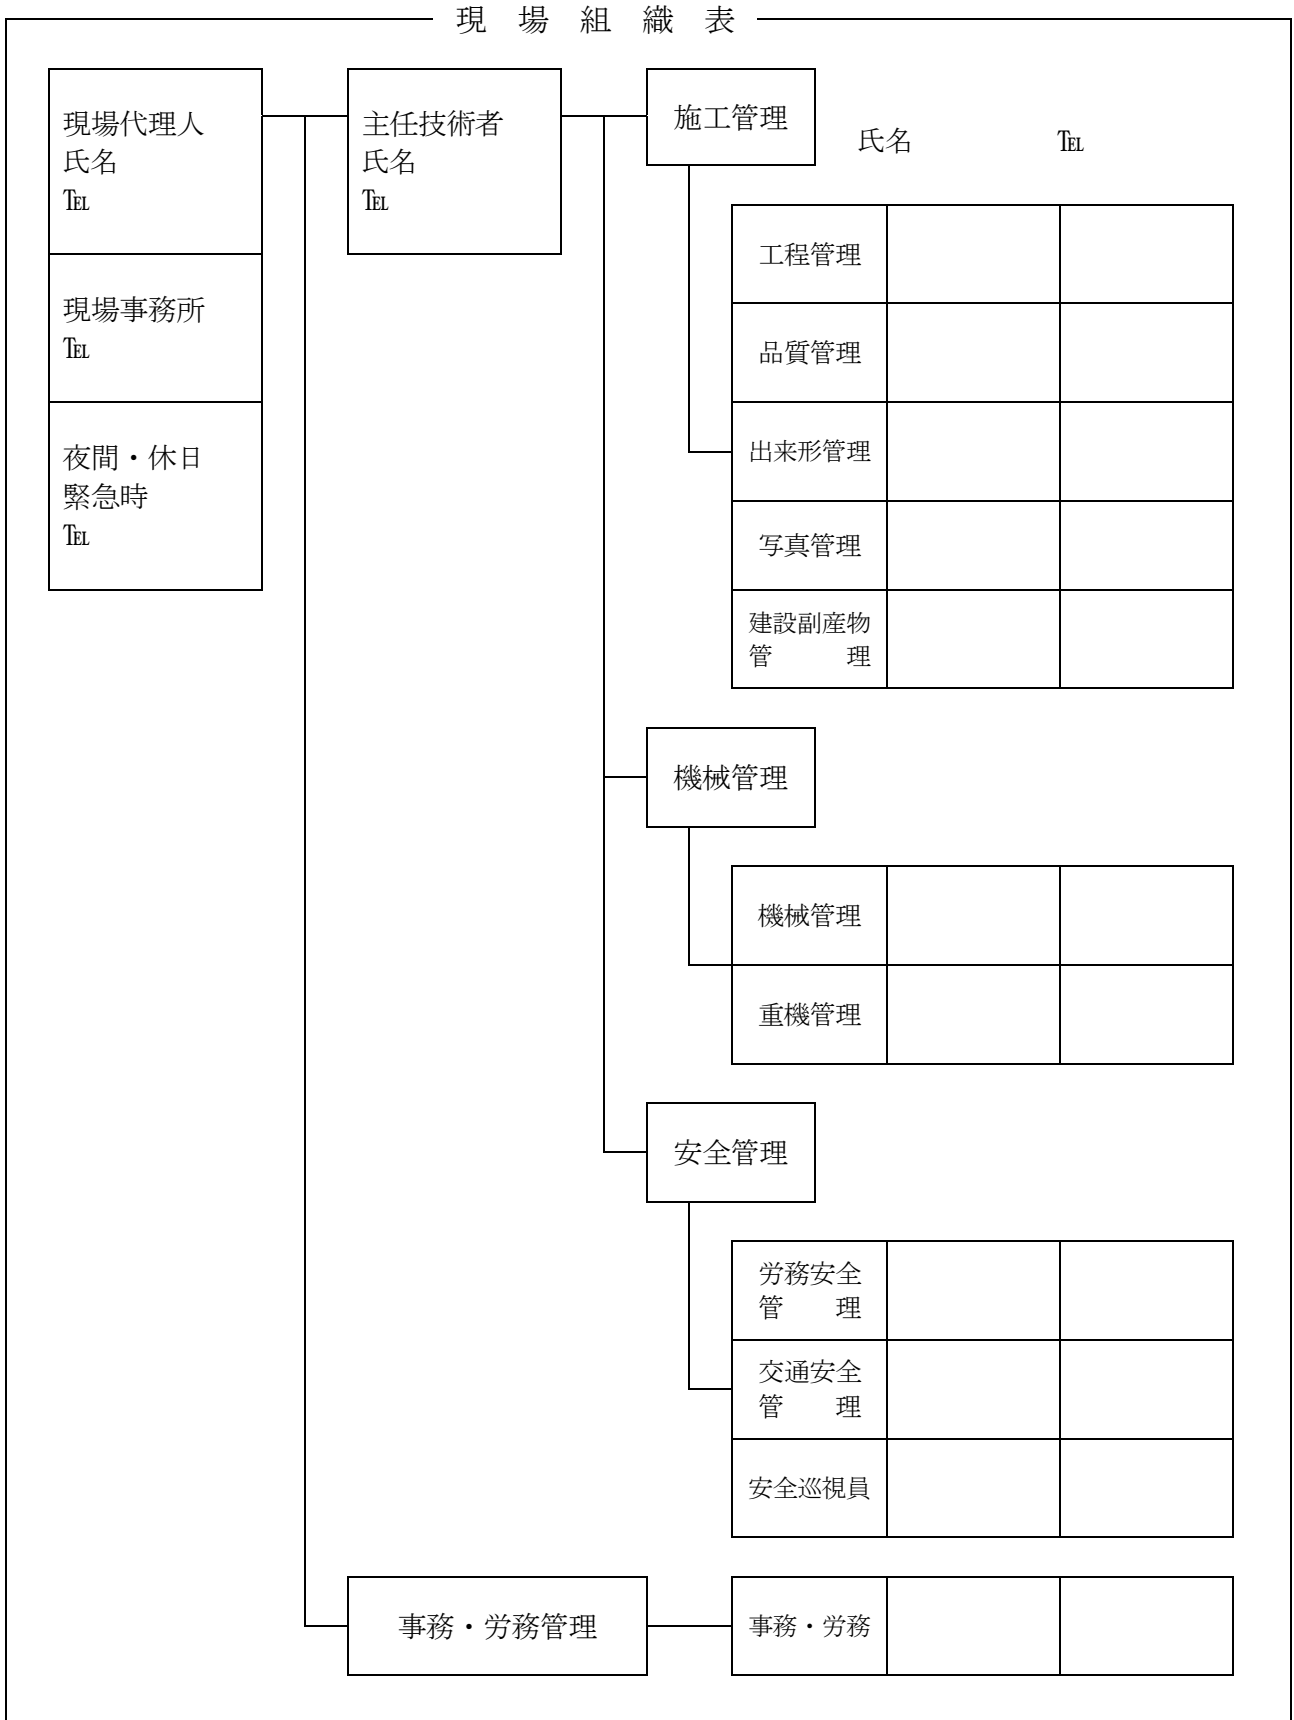 現 場 組 織 表
現場代理人
氏名
℡
現場事務所
℡
夜間・休日
緊急時
℡
主任技術者
氏名
℡
施工管理
氏名 ℡
工程管理
品質管理
出来形管理
写真管理
建設副産物
管 理
機械管理
機械管理
重機管理
安全管理
労務安全
管 理
交通安全
管 理
安全巡視員
事務・労務管理
事務・労務